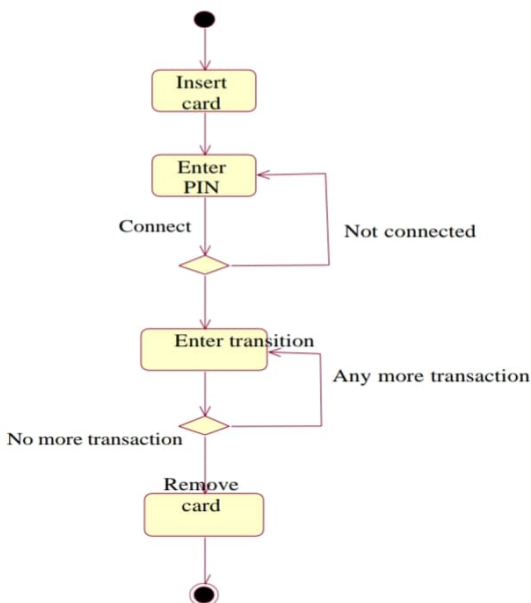 Insert
card
Enter
PIN
Connect
Not connected
Enter transition
Any more transaction
No more transaction
Remove
card